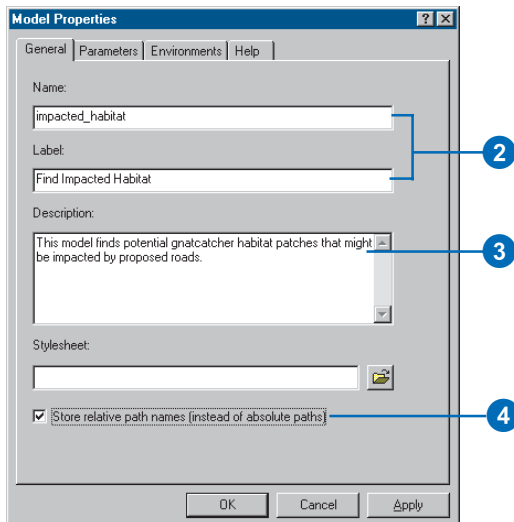 Model Properties
General Parameters Environments Help
Name:
impacted_habitat
2
Label:
Find Impacted Habitat
Description:
This model finds potential gnatcatcher habitat patches that might
be impacted by proposed roads.
3
Stylesheet:
Store relative path names (instead of absolute paths)
4
OK Cancel Apply